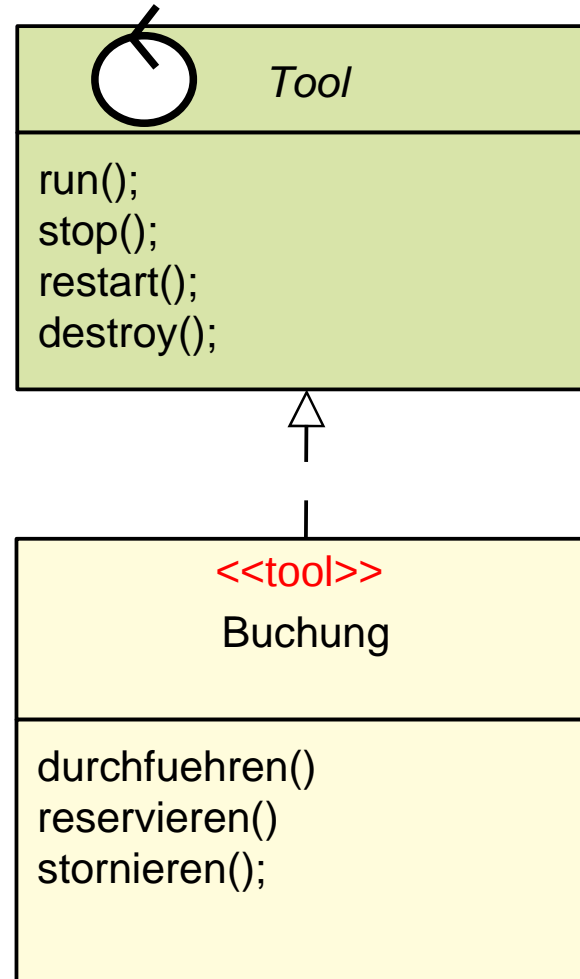 Tool
run();
stop();
restart();
destroy();
<<tool>>
Buchung
durchfuehren()
reservieren()
stornieren();